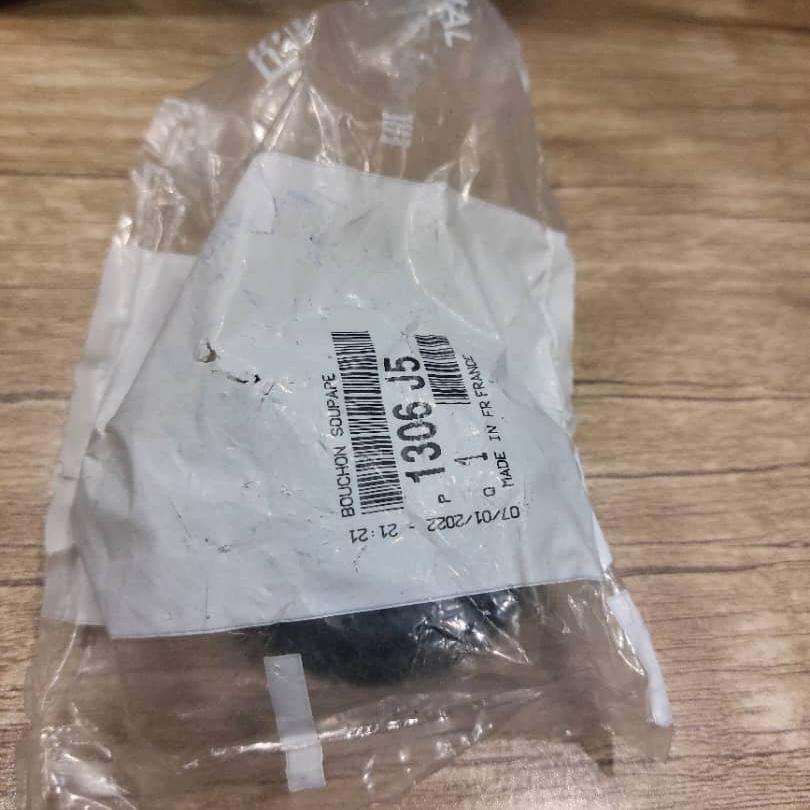 BOUCHON SOUPAPE
1306 J5
P
Q 1
MADE IN FR FRANCE
07/01/2022 - 21:21